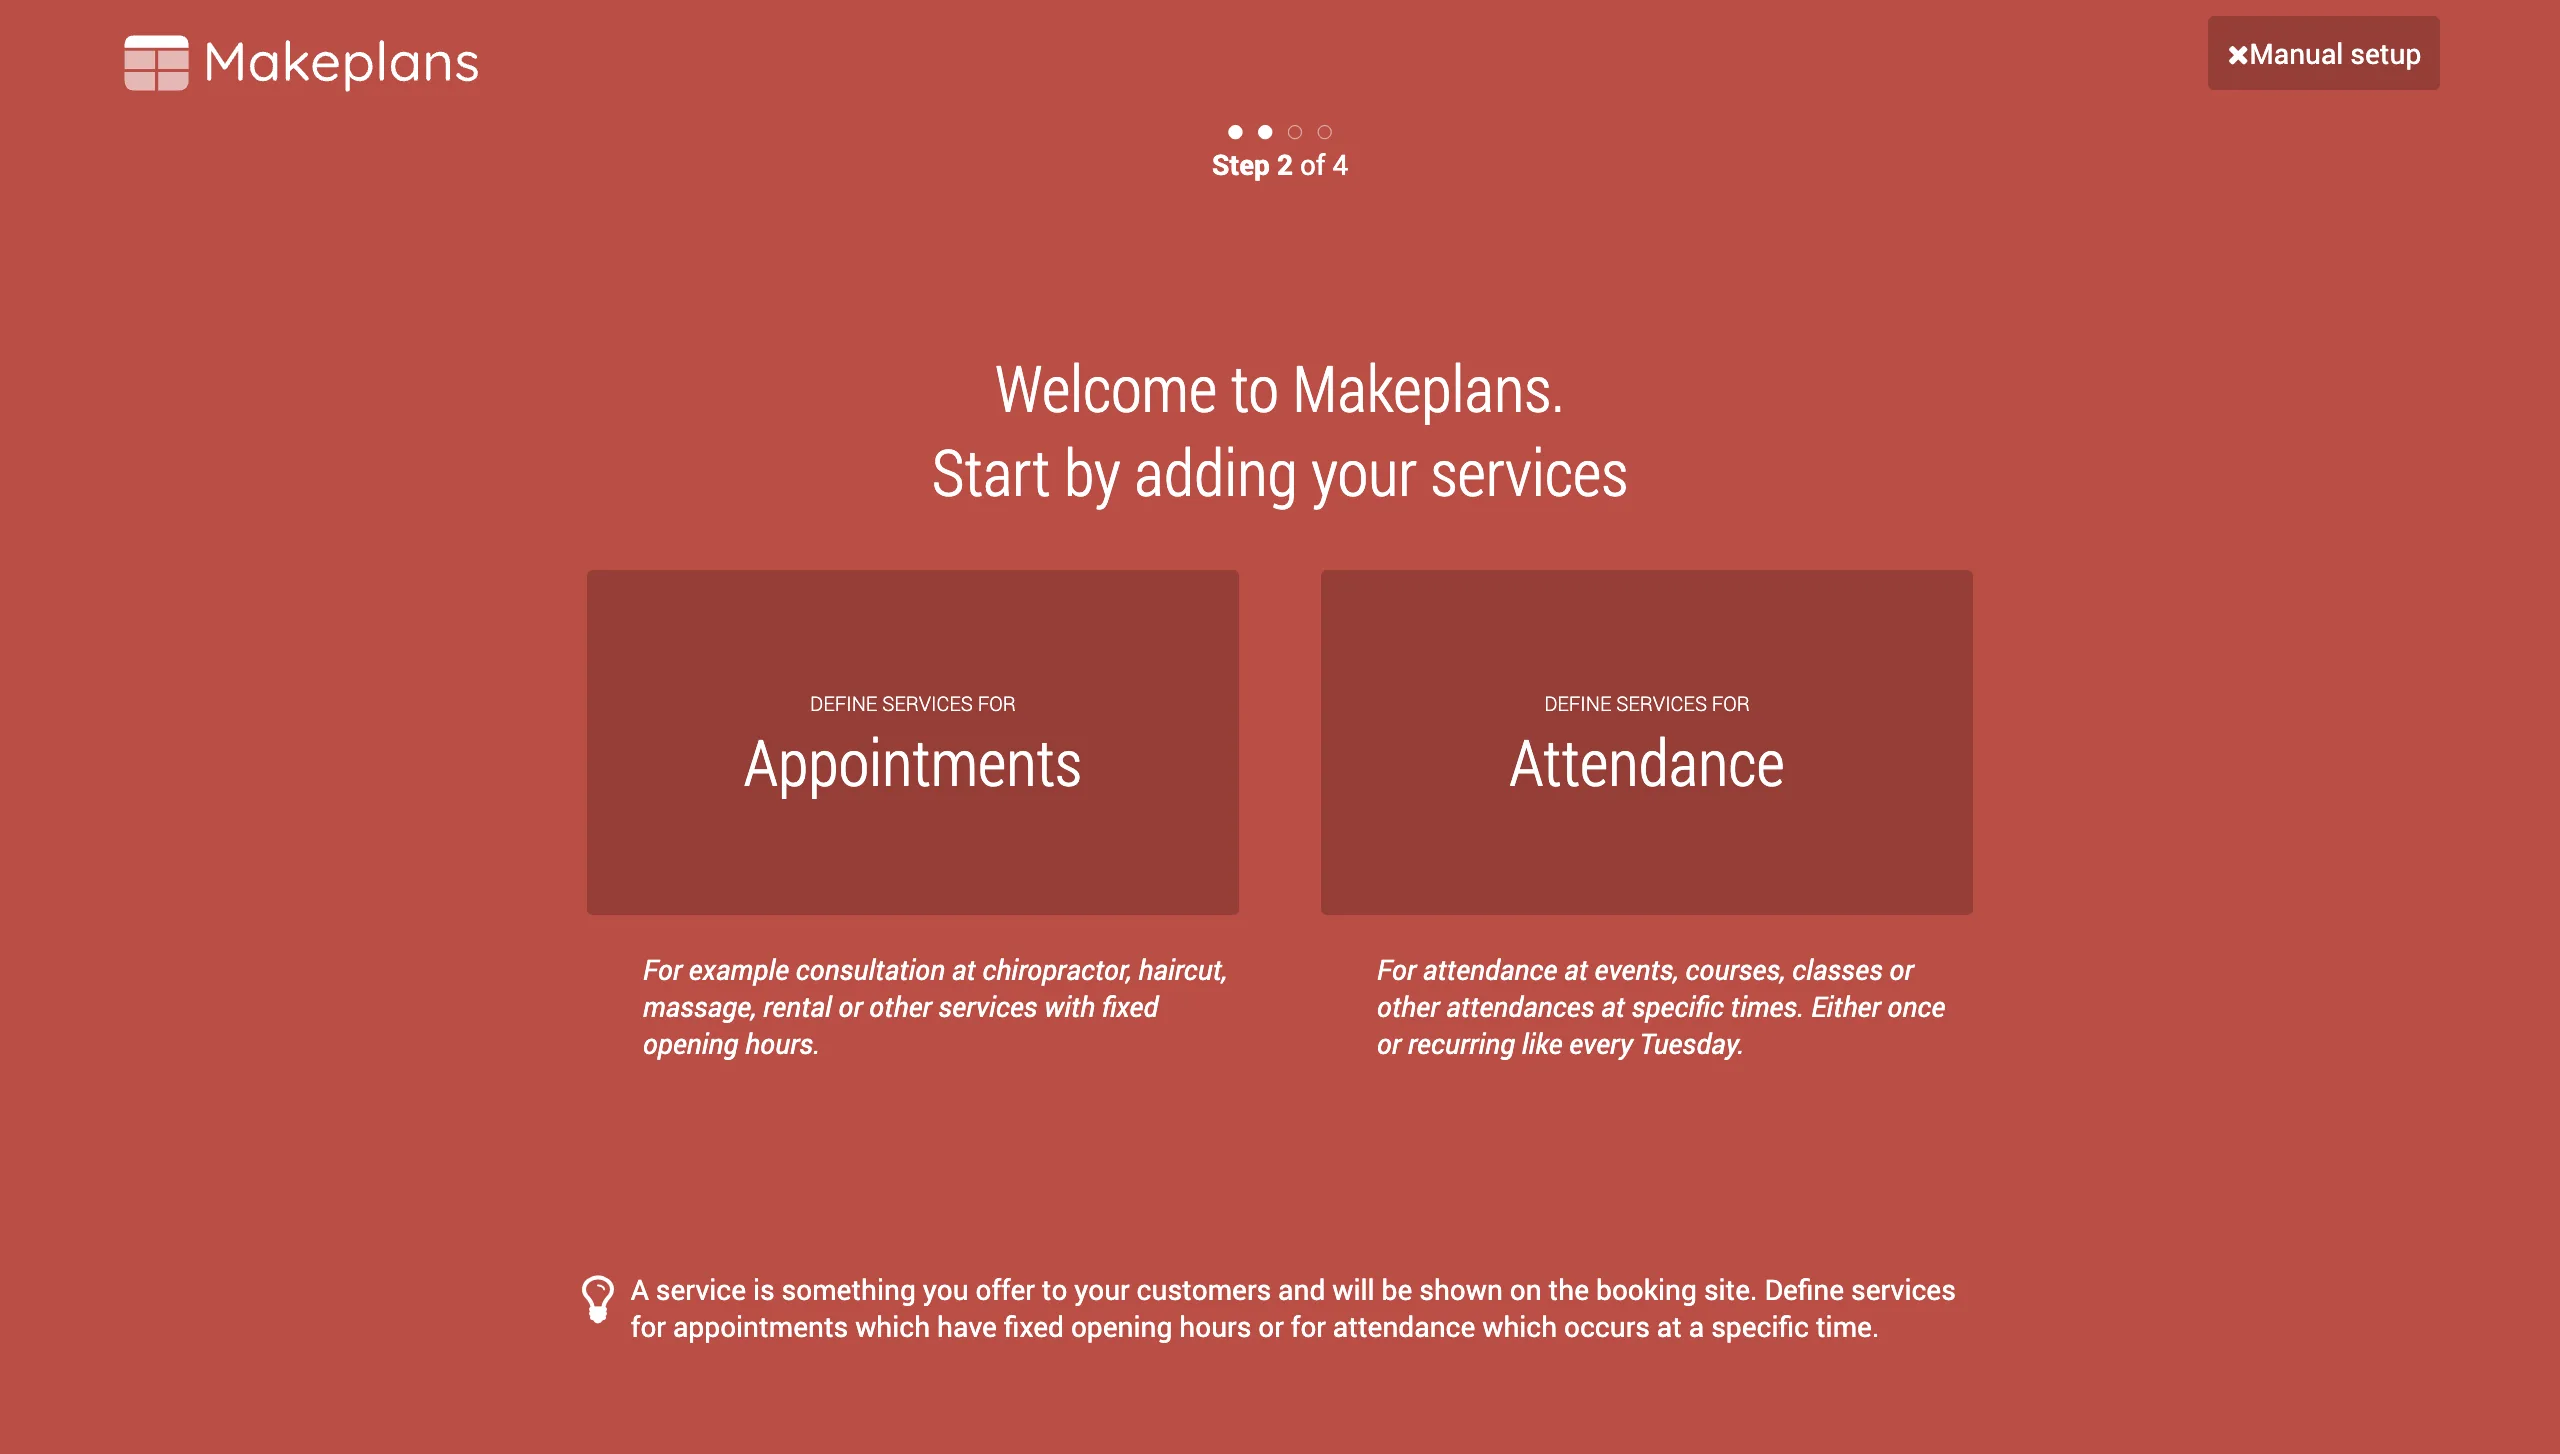 Makeplans
Manual setup
Step 2 of 4
Welcome to Makeplans.
Start by adding your services
DEFINE SERVICES FOR
Appointments
For example consultation at chiropractor, haircut,
massage, rental or other services with fixed
opening hours.
DEFINE SERVICES FOR
Attendance
For attendance at events, courses, classes or
other attendances at specific times. Either once
or recurring like every Tuesday.
A service is something you offer to your customers and will be shown on the booking site. Define services
for appointments which have fixed opening hours or for attendance which occurs at a specific time.